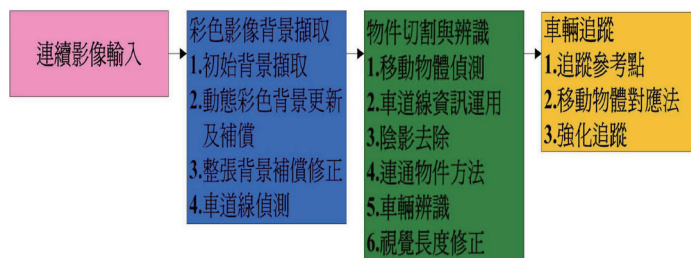 連續影像輸入
彩色影像背景擷取
1.初始背景擷取
2.動態彩色背景更新
及補償
3.整張背景補償修正
4.車道線偵測
物件切割與辨識
1.移動物體偵測
2.車道線資訊運用
3.陰影去除
4.連通物件方法
5.車輛辨識
6.視覺長度修正
車輛追蹤
1.追蹤參考點
2.移動物體對應法
3.強化追蹤